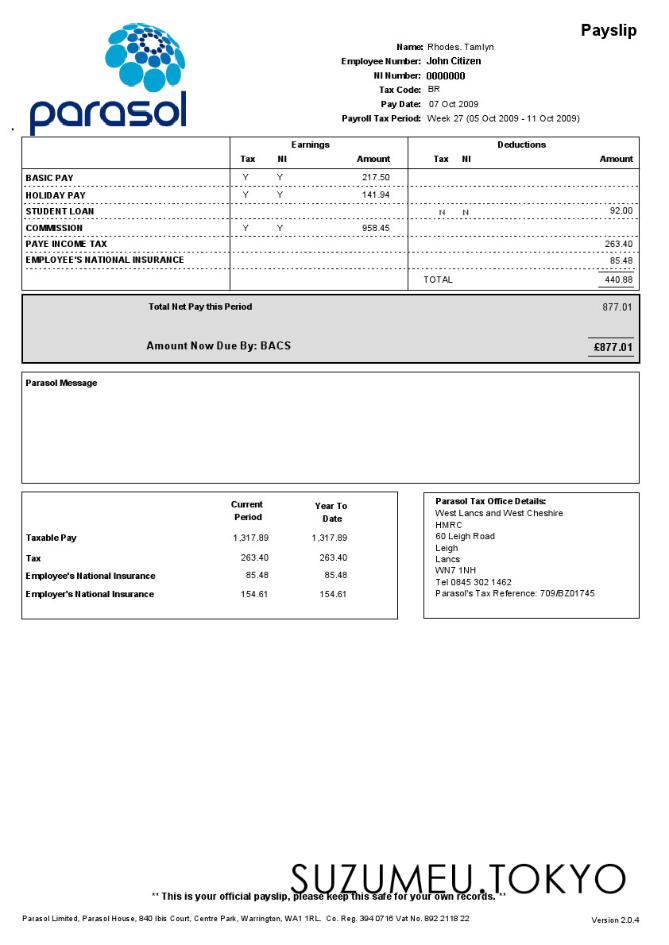 Payslip
parasol
Name: Rhodes. Tamlyn
Employee Number: John Citizen
NI Number: 0000000
Tax Code: BR
Pay Date: 07 Oct 2009
Payroll Tax Period: Week 27 (05 Oct 2009 - 11 Oct 2009)
Earnings Deductions
Tax NI Amount Tax NI Amount
BASIC PAY Y Y 217.50
HOLIDAY PAY Y Y 141.94
STUDENT LOAN N N 92.00
COMMISSION Y Y 958.45
PAYE INCOME TAX 263.40
EMPLOYEE'S NATIONAL INSURANCE 85.48
TOTAL 440.88
Total Net Pay this Period 877.01
Amount Now Due By: BACS £877.01
Parasol Message
Current Period Year To Date
Taxable Pay 1,317.89 1,317.89
Tax 263.40 263.40
Employee's National Insurance 85.48 85.48
Employer's National Insurance 154.61 154.61
Parasol Tax Office Details:
West Lancs and West Cheshire
HMRC
60 Leigh Road
Leigh
Lancs
WN7 1NH
Tel 0845 302 1462
Parasol's Tax Reference: 709/BZ01745
SUZUMEU.TOKYO
** This is your official payslip, please keep this safe for your own records. **
Parasol Limited, Parasol House, 840 Ibis Court, Centre Park, Warrington, WA1 1RL. Co. Reg. 394 0716 Vat No. 892 2118 22
Version 2.0.4